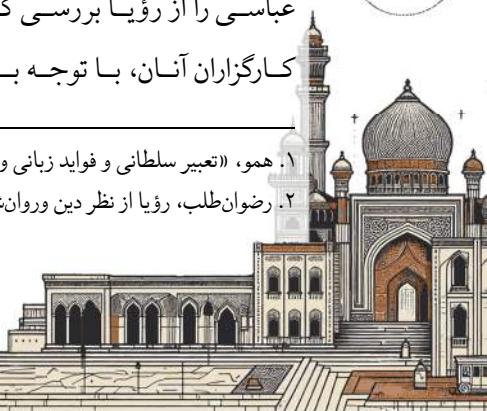 عباسی را از رؤیا بررسی
کارگزاران آنان، با توجه
۱. همو، «تعبیر سلطانی و فواید زبانی و
۲. رضوان‌طلب، رؤیا از نظر دین و